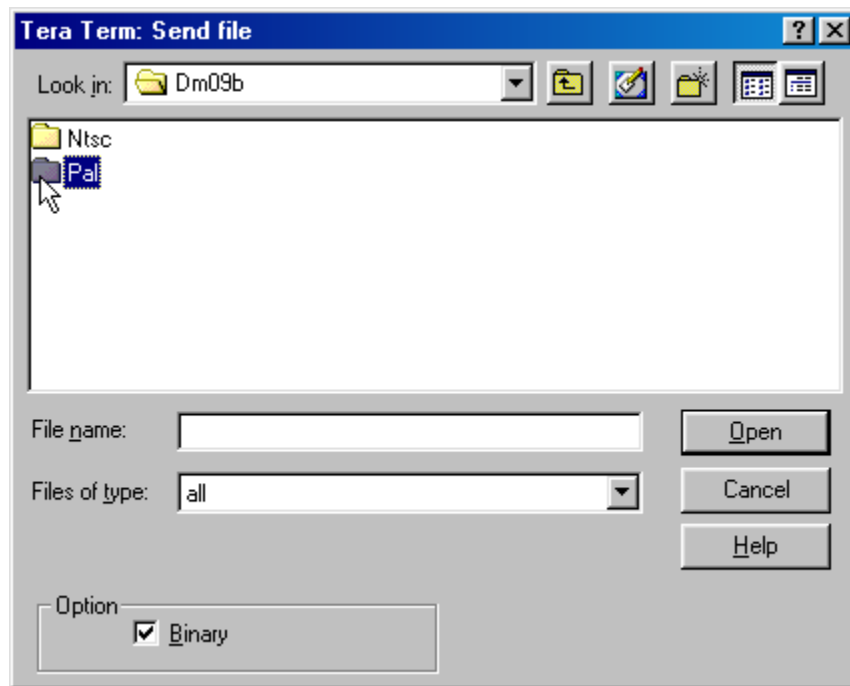 Tera Term: Send file
Look in: Dm09b
Ntsc
Pal
File name:
Open
Files of type: all
Cancel
Help
Option
Binary